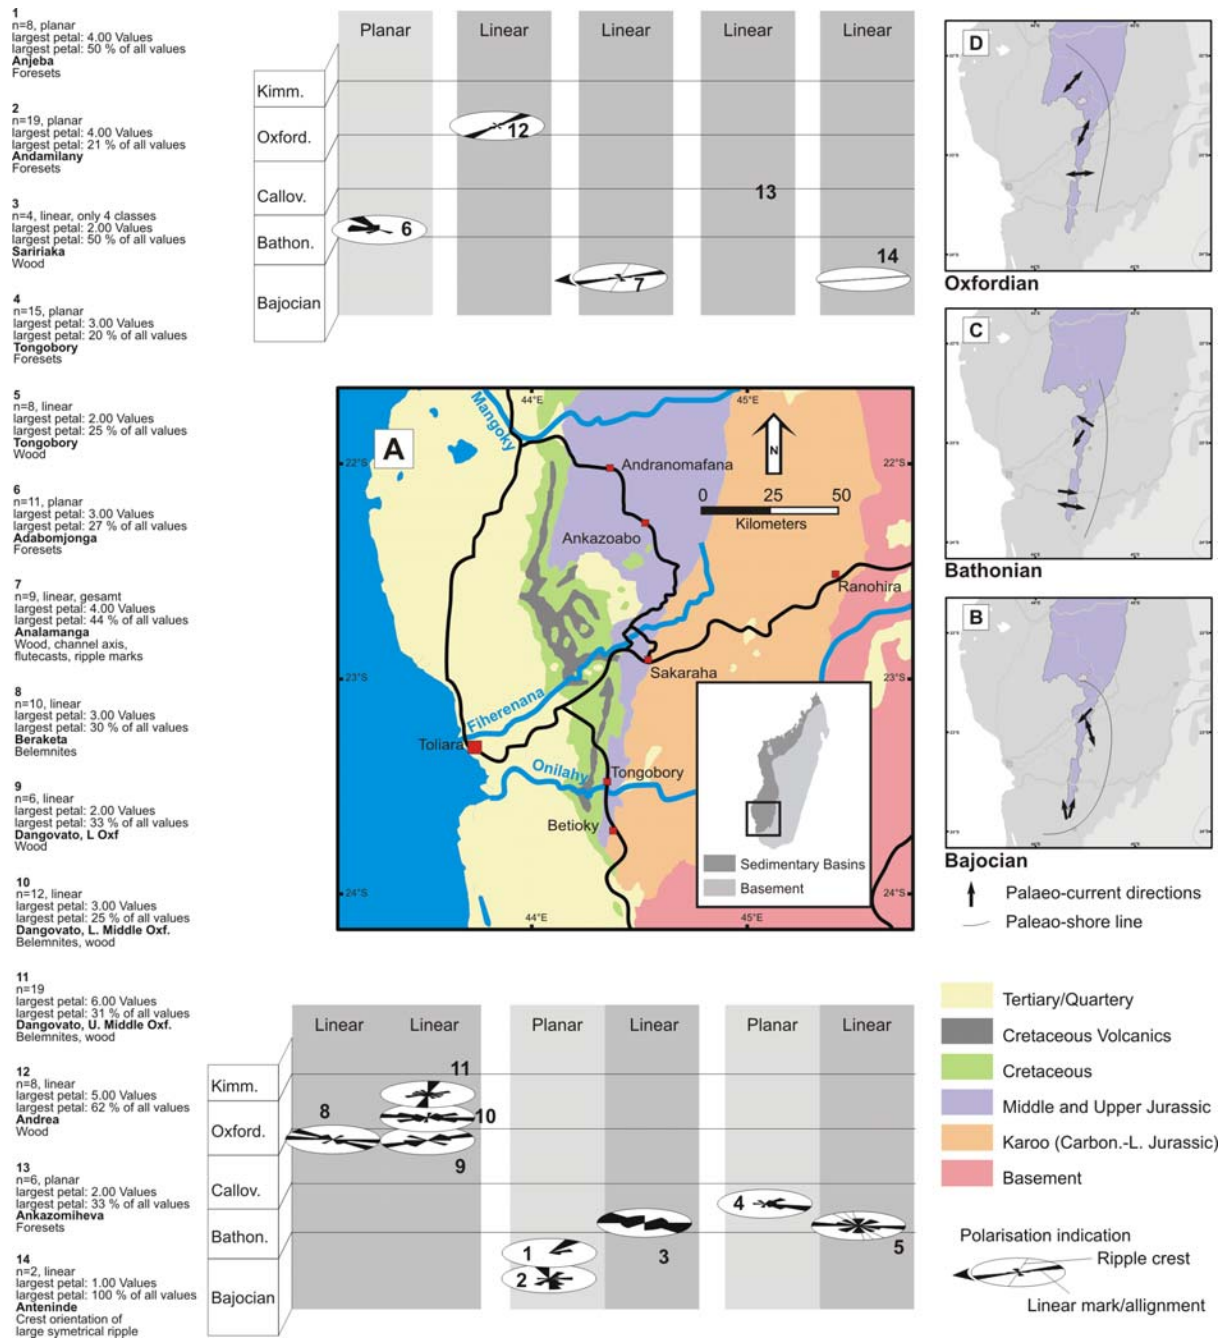 1
n=8, planar
largest petal: 4.00 Values
largest petal: 50 % of all values
Anjeba
Foresets
2
n=19, planar
largest petal: 4.00 Values
largest petal: 21 % of all values
Andamilany
Foresets
3
n=4, linear, only 4 classes
largest petal: 2.00 Values
largest petal: 50 % of all values
Saririaka
Wood
4
n=15, planar
largest petal: 3.00 Values
largest petal: 20 % of all values
Tongobory
Foresets
5
n=8, linear
largest petal: 2.00 Values
largest petal: 25 % of all values
Tongobory
Wood
6
n=11, planar
largest petal: 3.00 Values
largest petal: 27 % of all values
Adabomjonga
Foresets
7
n=9, linear, gesamt
largest petal: 4.00 Values
largest petal: 44 % of all values
Analamanga
Wood, channel axis,
flutecasts, ripple marks
8
n=10, linear
largest petal: 3.00 Values
largest petal: 30 % of all values
Beraketa
Belemnites
9
n=6, linear
largest petal: 2.00 Values
largest petal: 33 % of all values
Dangovato, L Oxf
Wood
10
n=12, linear
largest petal: 3.00 Values
largest petal: 25 % of all values
Dangovato, L. Middle Oxf.
Belemnites, wood
11
n=19
largest petal: 6.00 Values
largest petal: 31 % of all values
Dangovato, U. Middle Oxf.
Belemnites, wood
12
n=8, linear
largest petal: 5.00 Values
largest petal: 62 % of all values
Andrea
Wood
13
n=6, planar
largest petal: 2.00 Values
largest petal: 33 % of all values
Ankazomiheva
Foresets
14
n=2, linear
largest petal: 1.00 Values
largest petal: 100 % of all values
Anteninde
Crest orientation of
large symetrical ripple
Planar Linear Linear Linear Linear
Kimm.
Oxford.
Callov.
Bathon.
Bajocian
12
13
6
14
7
A
44°E 45°E
Mangoky
22°S 22°S
Andranomafana
N
0 25 50
Kilometers
Ankazoabo
Ranohira
Sakaraha
23°S
Fiherenana
Toliara
Onilahy
Tongobory
Betioky
Sedimentary Basins
Basement
24°S 24°S
44°E 45°E
D
Oxfordian
C
Bathonian
B
Bajocian
Palaeo-current directions
Paleao-shore line
Tertiary/Quartery
Cretaceous Volcanics
Cretaceous
Middle and Upper Jurassic
Karoo (Carbon.-L. Jurassic)
Basement
Polarisation indication
Ripple crest
Linear mark/allignment
Linear Linear Planar Linear Planar Linear
Kimm.
Oxford.
Callov.
Bathon.
Bajocian
11
8
10
9
4
5
1
3
2